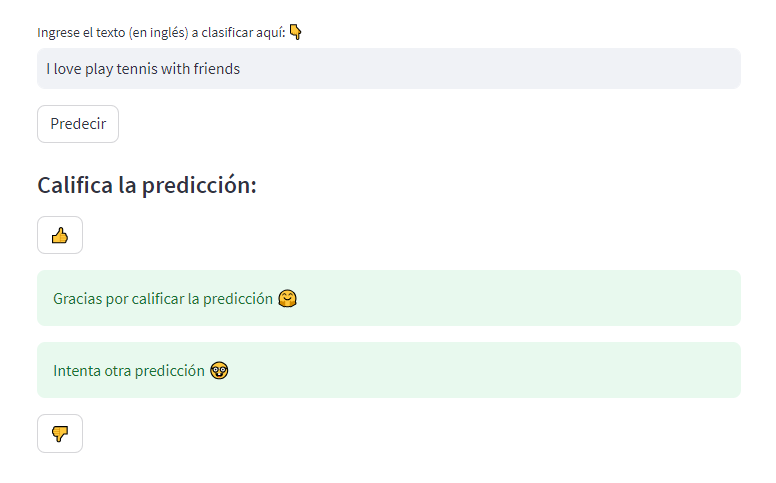 Ingrese el texto (en inglés) a clasificar aquí: 👇
I love play tennis with friends
Predecir
Califica la predicción:
👍
Gracias por calificar la predicción 🤗
Intenta otra predicción 🤓
👎